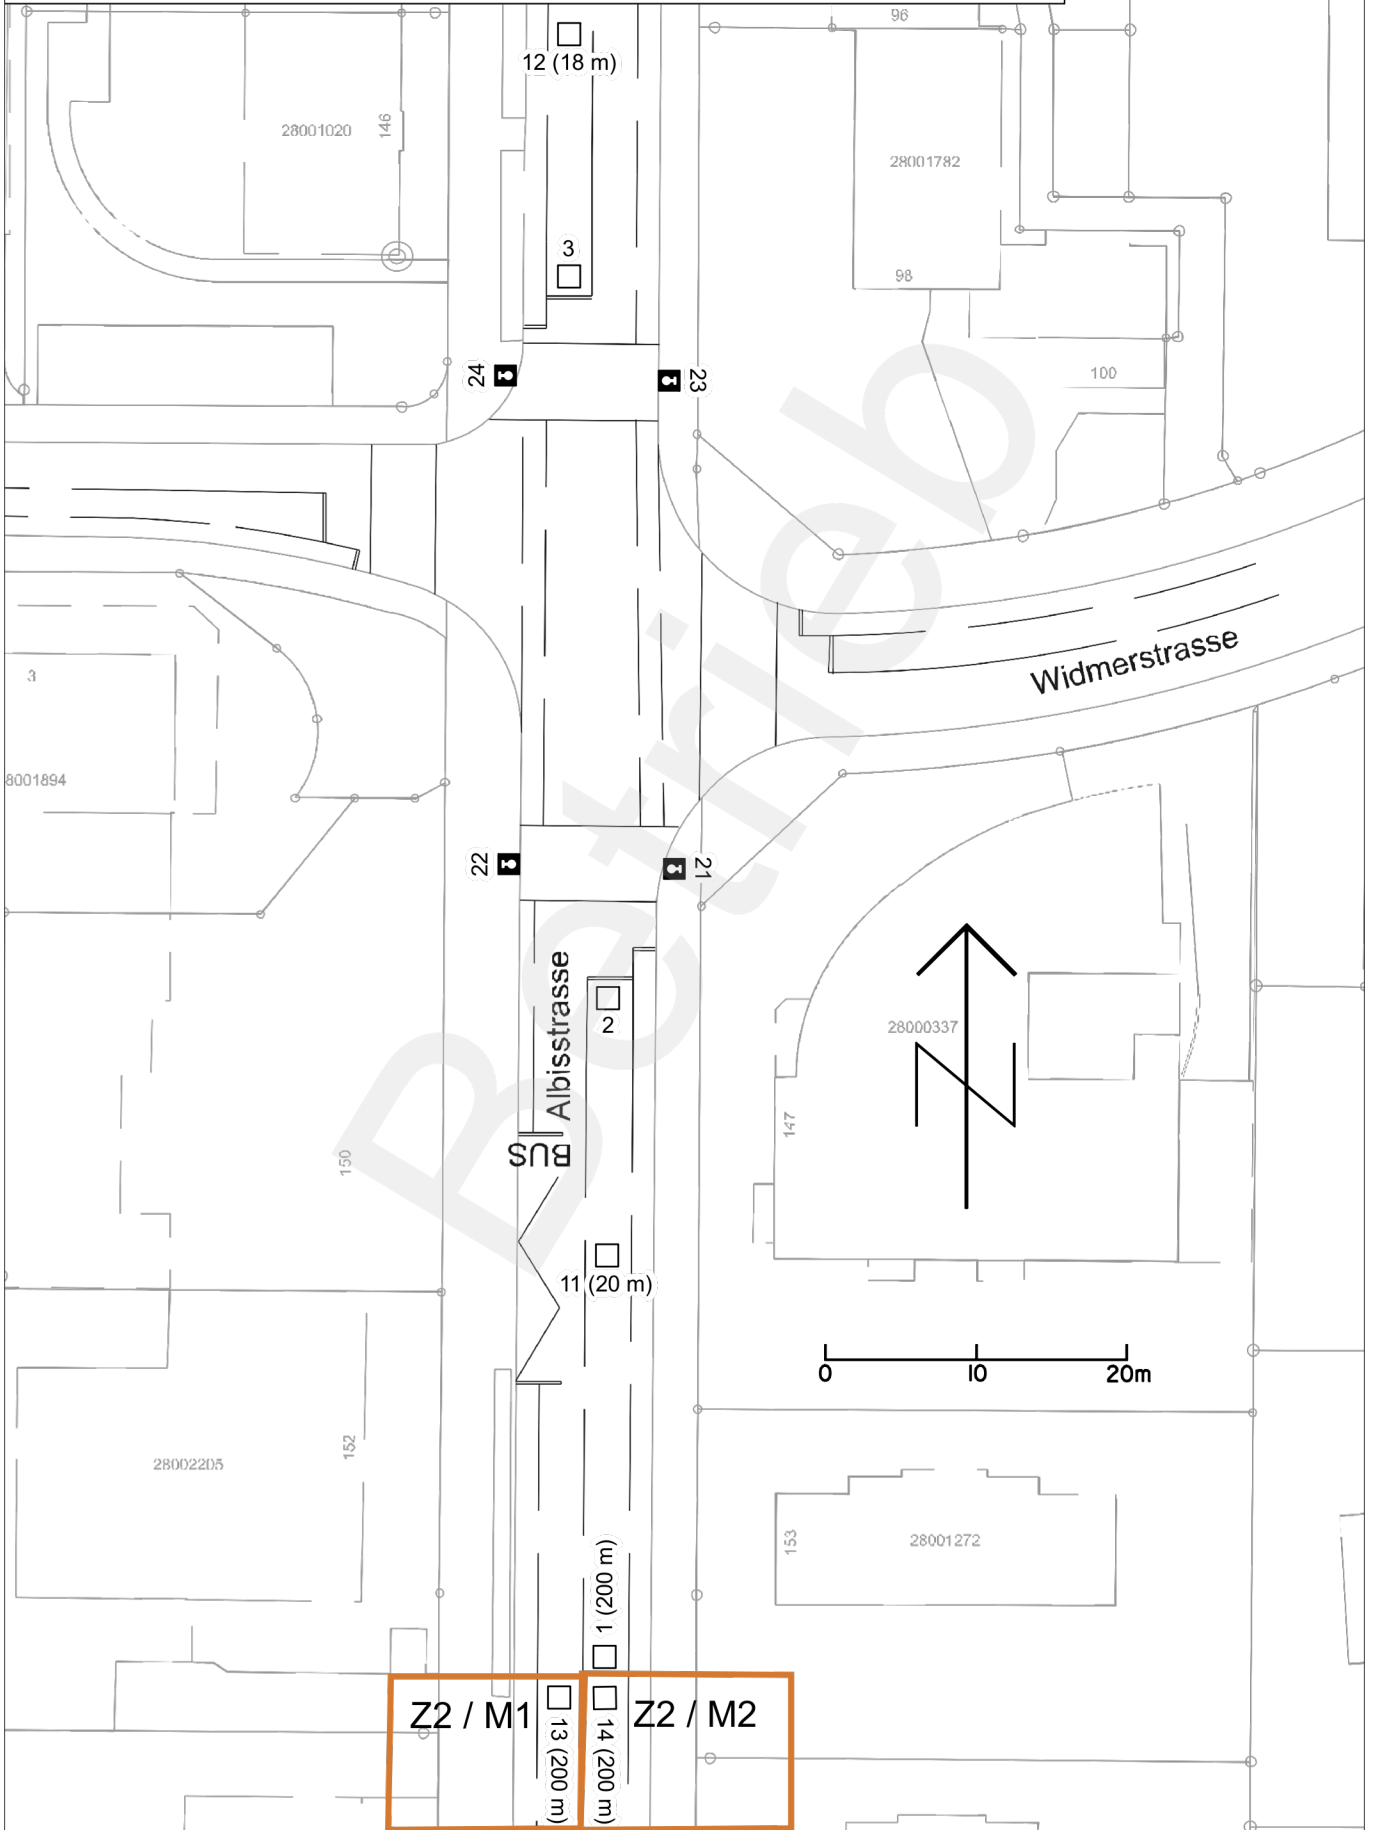 96
12 (18 m)
28001020
146
28001782
3
98
24
23
100
Widmerstrasse
3
8001894
22
21
Albisstrasse
2
28000337
147
BUS
150
11 (20 m)
0 10 20m
152
28002205
153
28001272
1 (200 m)
Z2 / M1
Z2 / M2
13 (200 m)
14 (200 m)
N
Betrieb